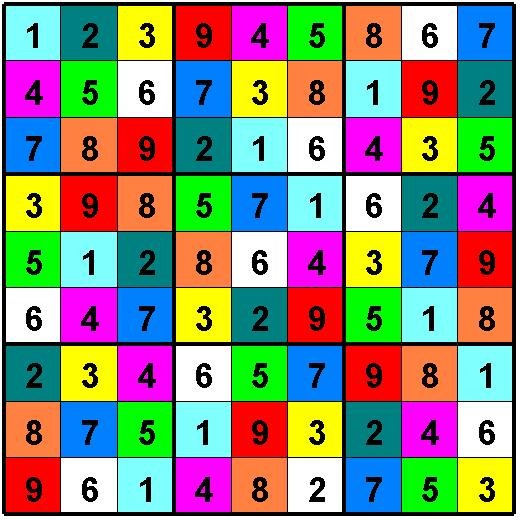 1 2 3 9 4 5 8 6 7
4 5 6 7 3 8 1 9 2
7 8 9 2 1 6 4 3 5
3 9 8 5 7 1 6 2 4
5 1 2 8 6 4 3 7 9
6 4 7 3 2 9 5 1 8
2 3 4 6 5 7 9 8 1
8 7 5 1 9 3 2 4 6
9 6 1 4 8 2 7 5 3